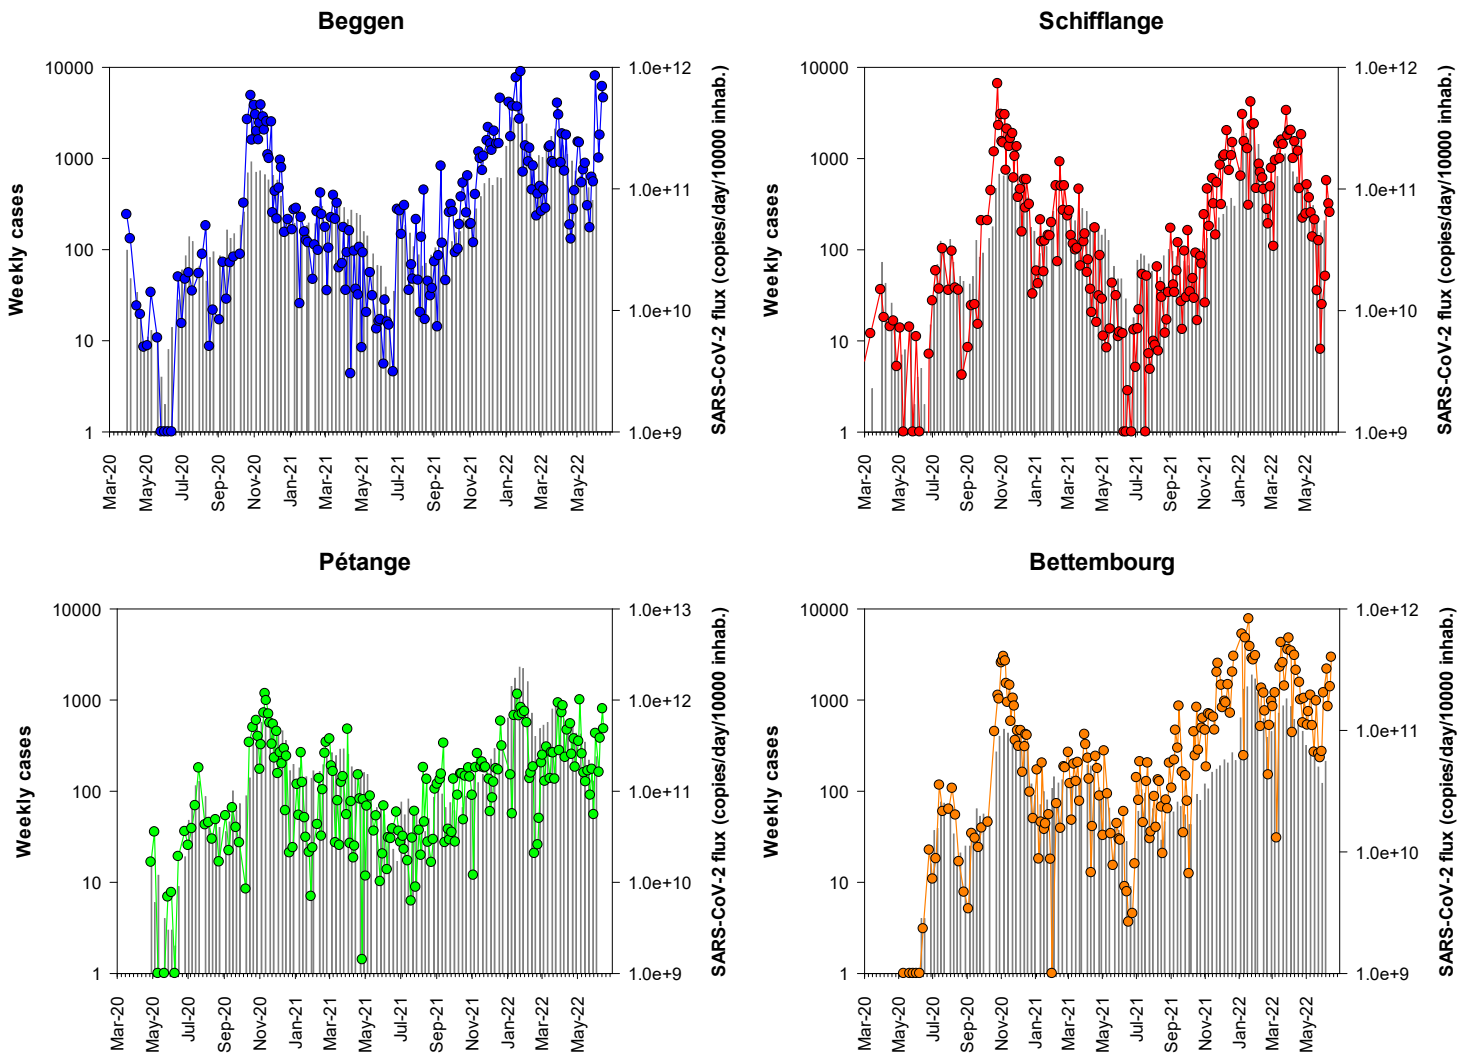 Beggen
Weekly cases
10000
1000
100
10
1
1.0e+12
1.0e+11
1.0e+10
1.0e+9
SARS-CoV-2 flux (copies/day/10000 inhab.)
Mar-20
May-20
Jul-20
Sep-20
Nov-20
Jan-21
Mar-21
May-21
Jul-21
Sep-21
Nov-21
Jan-22
Mar-22
May-22
Schifflange
Weekly cases
10000
1000
100
10
1
1.0e+12
1.0e+11
1.0e+10
1.0e+9
SARS-CoV-2 flux (copies/day/10000 inhab.)
Mar-20
May-20
Jul-20
Sep-20
Nov-20
Jan-21
Mar-21
May-21
Jul-21
Sep-21
Nov-21
Jan-22
Mar-22
May-22
Pétange
Weekly cases
10000
1000
100
10
1
1.0e+13
1.0e+12
1.0e+11
1.0e+10
1.0e+9
SARS-CoV-2 flux (copies/day/10000 inhab.)
Mar-20
May-20
Jul-20
Sep-20
Nov-20
Jan-21
Mar-21
May-21
Jul-21
Sep-21
Nov-21
Jan-22
Mar-22
May-22
Bettembourg
Weekly cases
10000
1000
100
10
1
1.0e+12
1.0e+11
1.0e+10
1.0e+9
SARS-CoV-2 flux (copies/day/10000 inhab.)
Mar-20
May-20
Jul-20
Sep-20
Nov-20
Jan-21
Mar-21
May-21
Jul-21
Sep-21
Nov-21
Jan-22
Mar-22
May-22